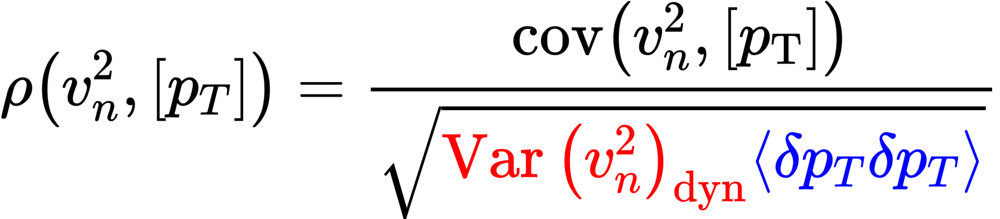 ρ(v_n^2, [p_T]) = cov(v_n^2, [p_T]) / √(Var (v_n^2)_dyn ⟨δp_T δp_T⟩)